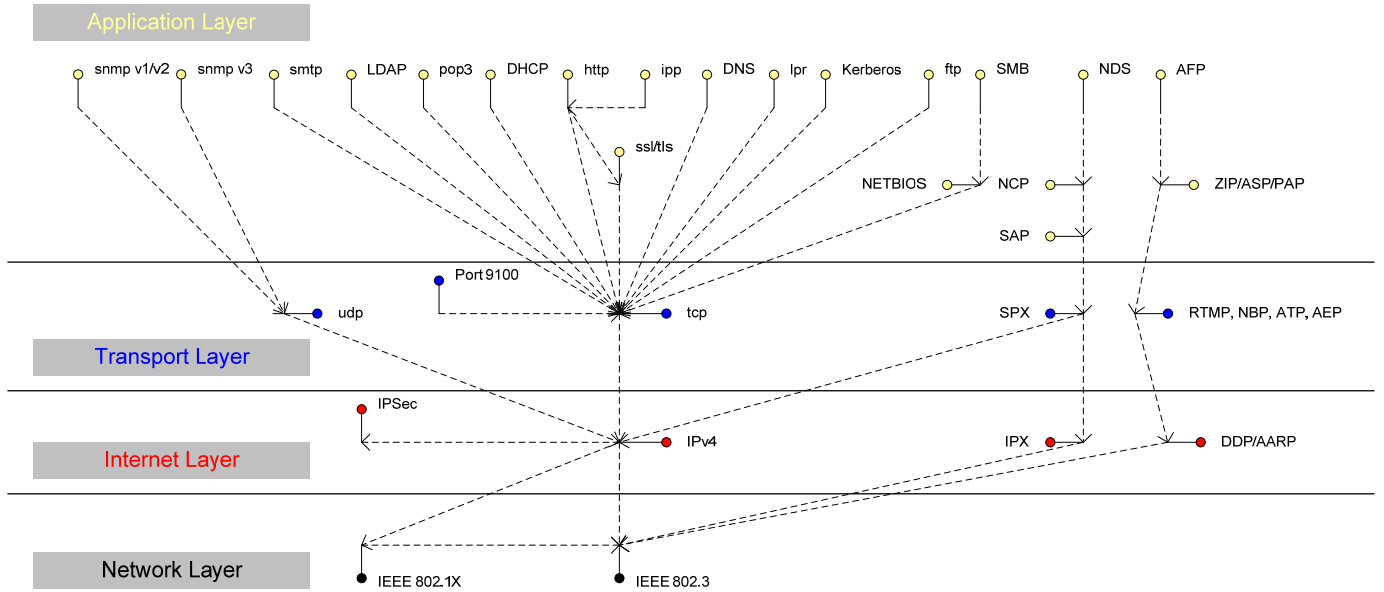 Application Layer
snmp v1/v2
snmp v3
smtp
LDAP
pop3
DHCP
http
ipp
DNS
lpr
Kerberos
ftp
SMB
NDS
AFP
ssl/tls
NETBIOS
NCP
ZIP/ASP/PAP
SAP
Port 9100
udp
tcp
SPX
RTMP, NBP, ATP, AEP
Transport Layer
IPSec
IPv4
IPX
DDP/AARP
Internet Layer
Network Layer
IEEE 802.1X
IEEE 802.3